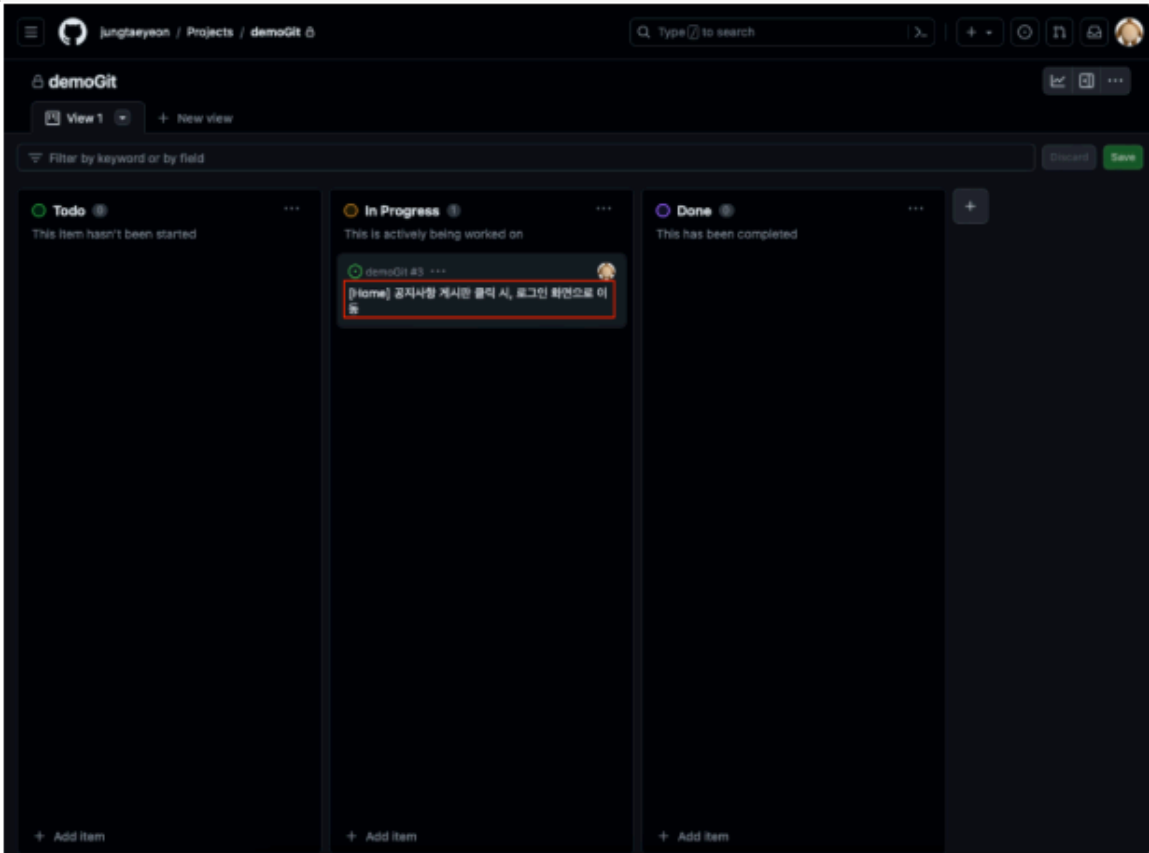 jungtaeyeon / Projects / demoGit
Type / to search
demoGit
View 1
+ New view
Filter by keyword or by field
Discard
Save
Todo 0
This item hasn't been started
In Progress 1
This is actively being worked on
demoGit #3
[Home] 공지사항 게시판 클릭 시, 로그인 화면으로 이
동
Done 0
This has been completed
+ Add item
+ Add item
+ Add item